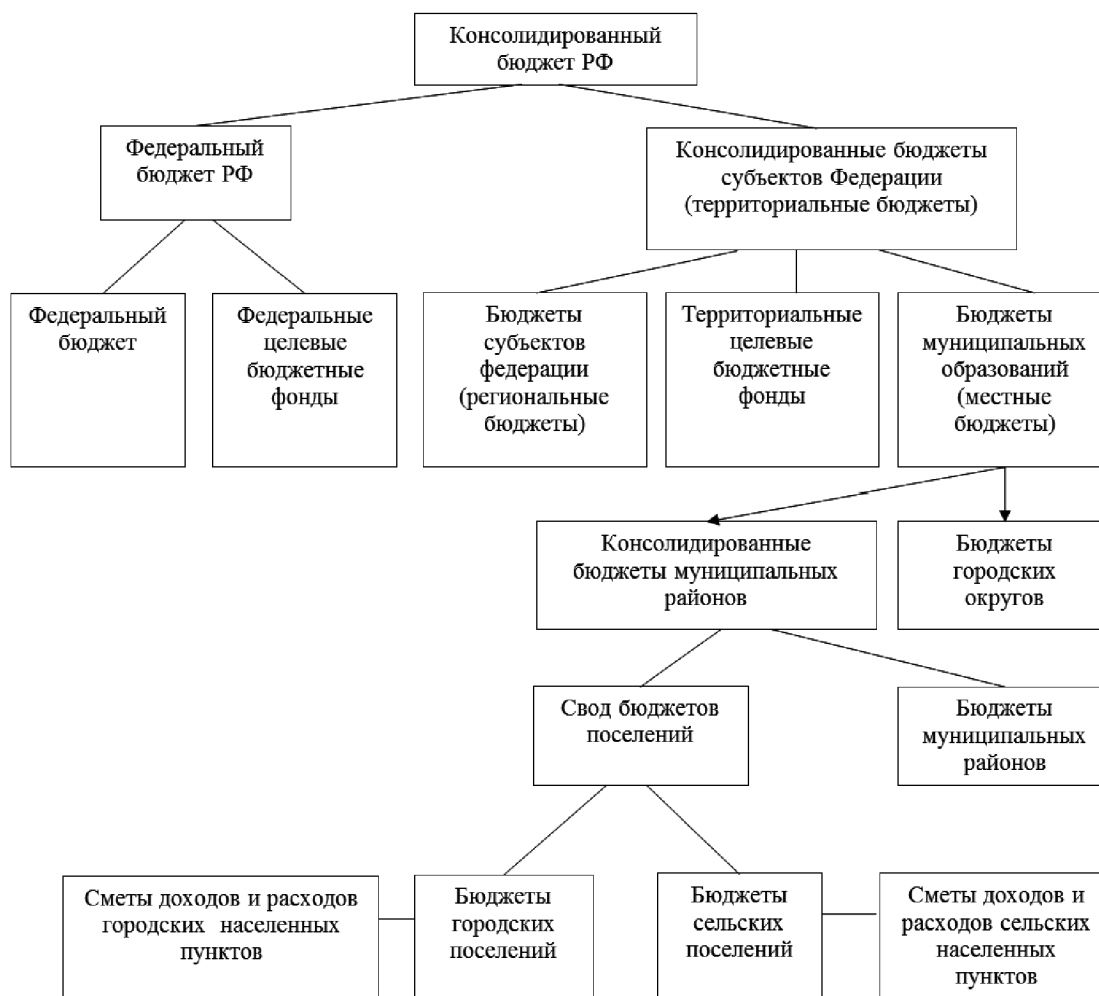 Консолидированный
бюджет РФ
Федеральный
бюджет РФ
Консолидированные бюджеты
субъектов Федерации
(территориальные бюджеты)
Федеральный
бюджет
Федеральные
целевые
бюджетные
фонды
Бюджеты
субъектов
федерации
(региональные
бюджеты)
Территориальные
целевые
бюджетные
фонды
Бюджеты
муниципальных
образований
(местные
бюджеты)
Консолидированные
бюджеты муниципальных
районов
Бюджеты
городских
округов
Свод бюджетов
поселений
Бюджеты
муниципальных
районов
Сметы доходов и расходов
городских населенных
пунктов
Бюджеты
городских
поселений
Бюджеты
сельских
поселений
Сметы доходов и
расходов сельских
населенных
пунктов